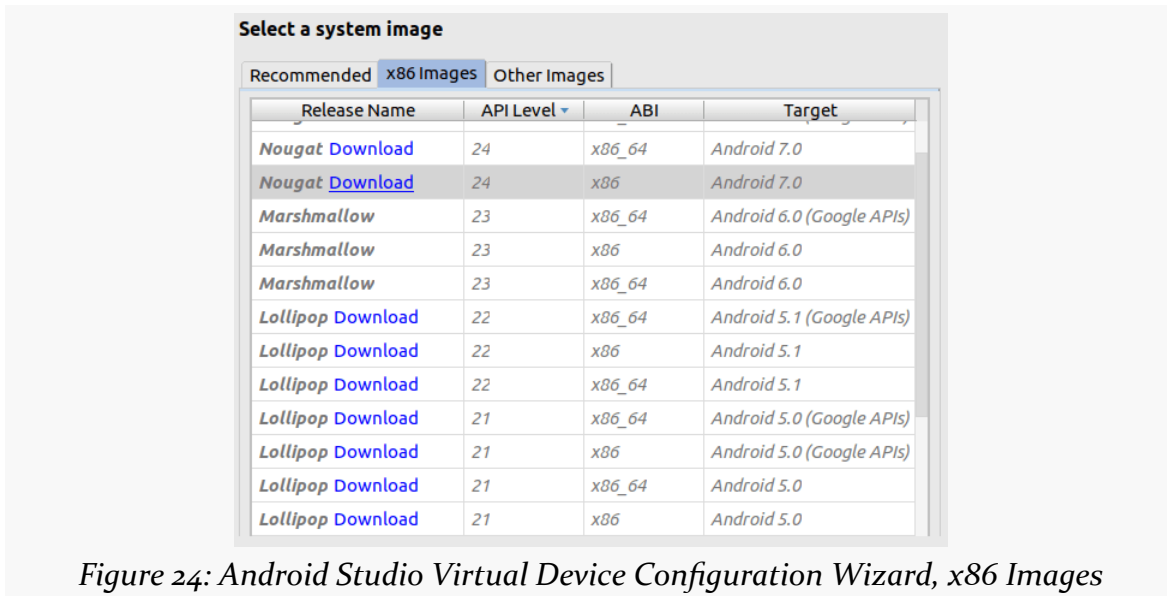 Select a system image
Recommended x86 Images Other Images
Release Name API Level ABI Target
Nougat Download 24 x86_64 Android 7.0
Nougat Download 24 x86 Android 7.0
Marshmallow 23 x86_64 Android 6.0 (Google APIs)
Marshmallow 23 x86 Android 6.0
Marshmallow 23 x86_64 Android 6.0
Lollipop Download 22 x86_64 Android 5.1 (Google APIs)
Lollipop Download 22 x86 Android 5.1
Lollipop Download 22 x86_64 Android 5.1
Lollipop Download 21 x86_64 Android 5.0 (Google APIs)
Lollipop Download 21 x86 Android 5.0 (Google APIs)
Lollipop Download 21 x86_64 Android 5.0
Lollipop Download 21 x86 Android 5.0
Figure 24: Android Studio Virtual Device Configuration Wizard, x86 Images